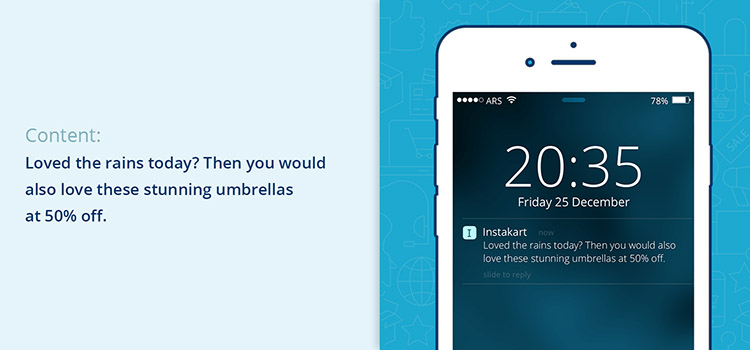 Content:
Loved the rains today? Then you would
also love these stunning umbrellas
at 50% off.
ARS
78%
20:35
Friday 25 December
I
Instakart now
Loved the rains today? Then you would also
love these stunning umbrellas at 50% off.
slide to reply
SALE